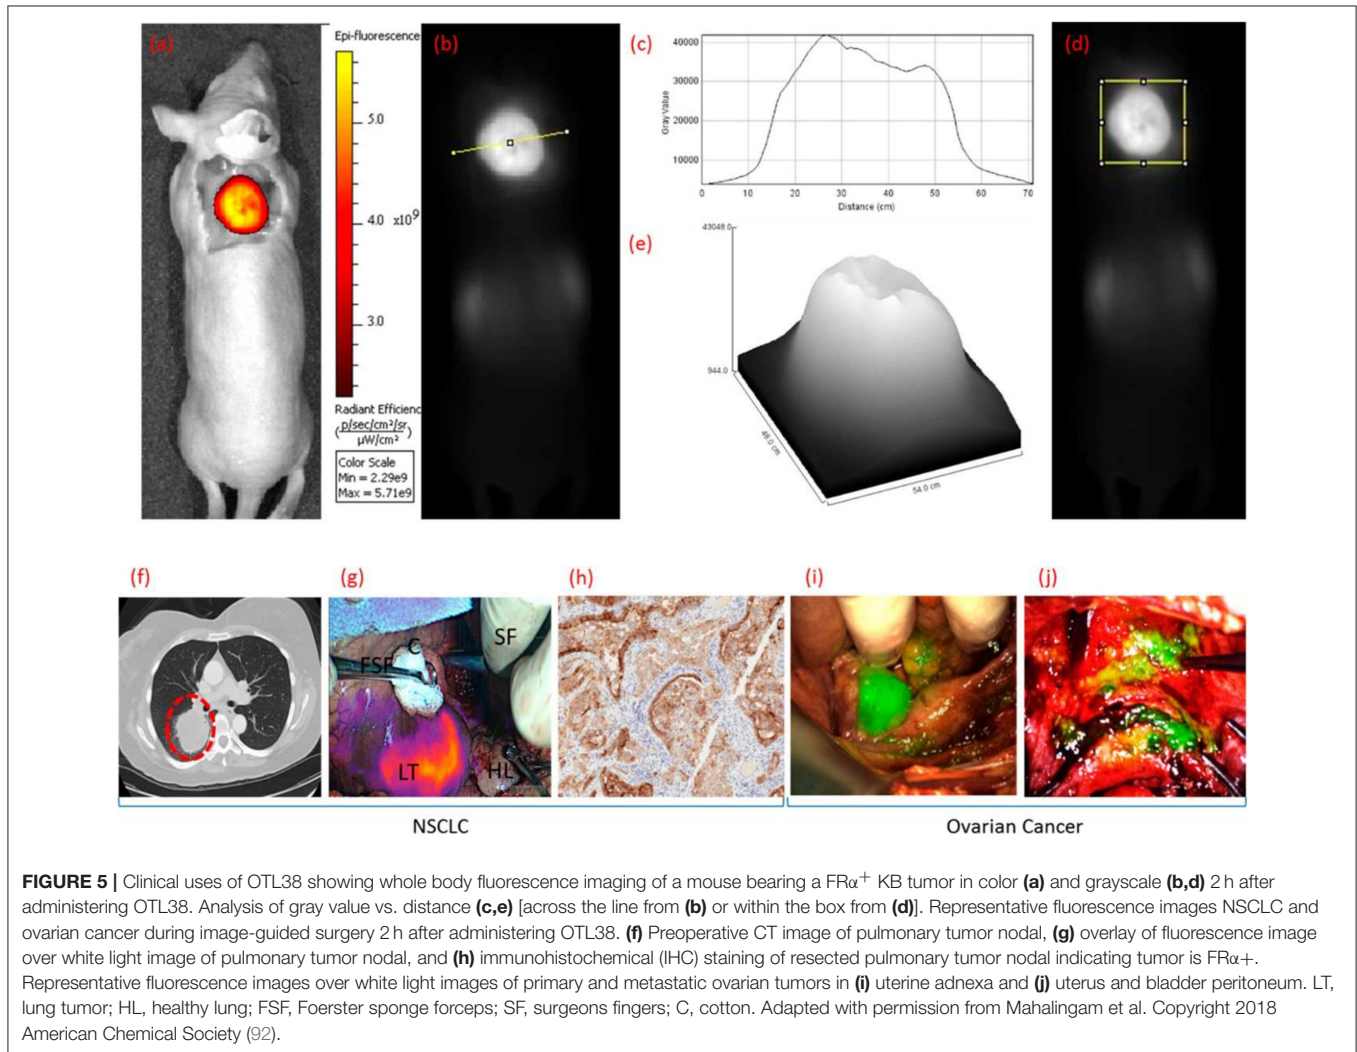 (a)
Epi-fluorescence
5.0
4.0 x10⁹
3.0
Radiant Efficienc
(p/sec/cm²/sr
μW/cm²)
Color Scale
Min = 2.29e9
Max = 5.71e9
(b)
(c)
Gray Value
40000
30000
20000
10000
0 10 20 30 40 50 60 70
Distance (cm)
(d)
(e)
43048.0
944.0
48.0 cm
54.0 cm
(f)
(g)
(h)
(i)
(j)
C
SF
FSF
LT
HL
NSCLC
Ovarian Cancer
FIGURE 5 | Clinical uses of OTL38 showing whole body fluorescence imaging of a mouse bearing a FRα⁺ KB tumor in color (a) and grayscale (b,d) 2 h after
administering OTL38. Analysis of gray value vs. distance (c,e) [across the line from (b) or within the box from (d)]. Representative fluorescence images NSCLC and
ovarian cancer during image-guided surgery 2 h after administering OTL38. (f) Preoperative CT image of pulmonary tumor nodal, (g) overlay of fluorescence image
over white light image of pulmonary tumor nodal, and (h) immunohistochemical (IHC) staining of resected pulmonary tumor nodal indicating tumor is FRα+.
Representative fluorescence images over white light images of primary and metastatic ovarian tumors in (i) uterine adnexa and (j) uterus and bladder peritoneum. LT,
lung tumor; HL, healthy lung; FSF, Foerster sponge forceps; SF, surgeons fingers; C, cotton. Adapted with permission from Mahalingam et al. Copyright 2018
American Chemical Society (92).